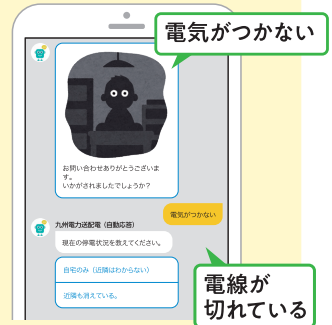 電気がつかない
お問い合わせありがとうございま
す。
いかがされましたでしょうか？
電気がつかない
九州電力送配電（自動応答）
現在の停電状況を教えてください。
自宅のみ（近隣はわからない）
近隣も消えている。
電線が
切れている